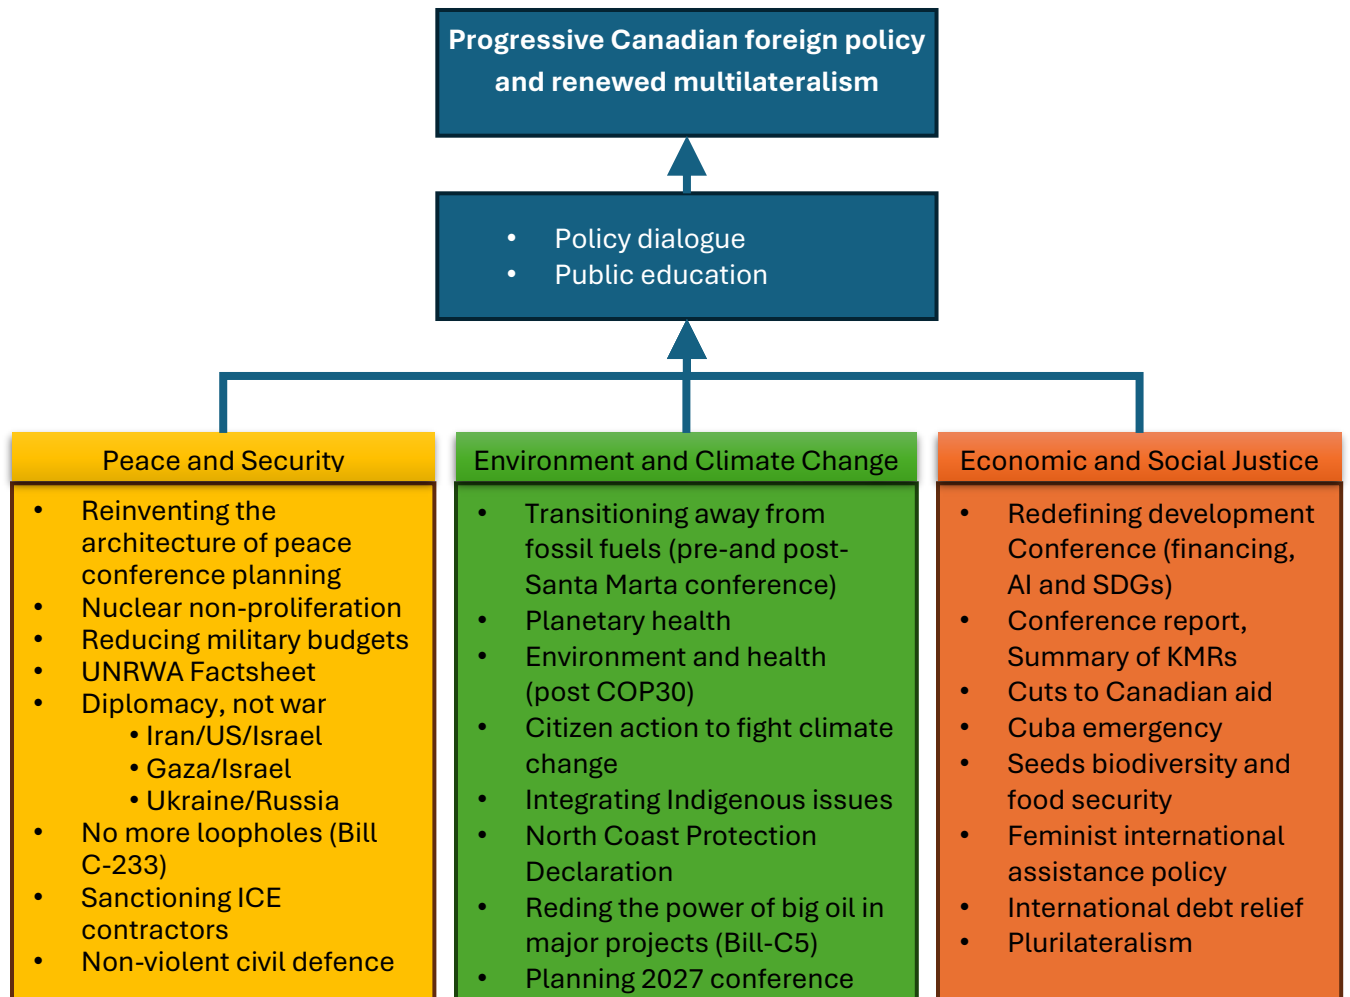 Progressive Canadian foreign policy
and renewed multilateralism
• Policy dialogue
• Public education
Peace and Security
• Reinventing the
architecture of peace
conference planning
• Nuclear non-proliferation
• Reducing military budgets
• UNRWA Factsheet
• Diplomacy, not war
• Iran/US/Israel
• Gaza/Israel
• Ukraine/Russia
• No more loopholes (Bill
C-233)
• Sanctioning ICE
contractors
• Non-violent civil defence
Environment and Climate Change
• Transitioning away from
fossil fuels (pre-and post-
Santa Marta conference)
• Planetary health
• Environment and health
(post COP30)
• Citizen action to fight climate
change
• Integrating Indigenous issues
• North Coast Protection
Declaration
• Reding the power of big oil in
major projects (Bill-C5)
• Planning 2027 conference
Economic and Social Justice
• Redefining development
Conference (financing,
AI and SDGs)
• Conference report,
Summary of KMRs
• Cuts to Canadian aid
• Cuba emergency
• Seeds biodiversity and
food security
• Feminist international
assistance policy
• International debt relief
• Plurilateralism